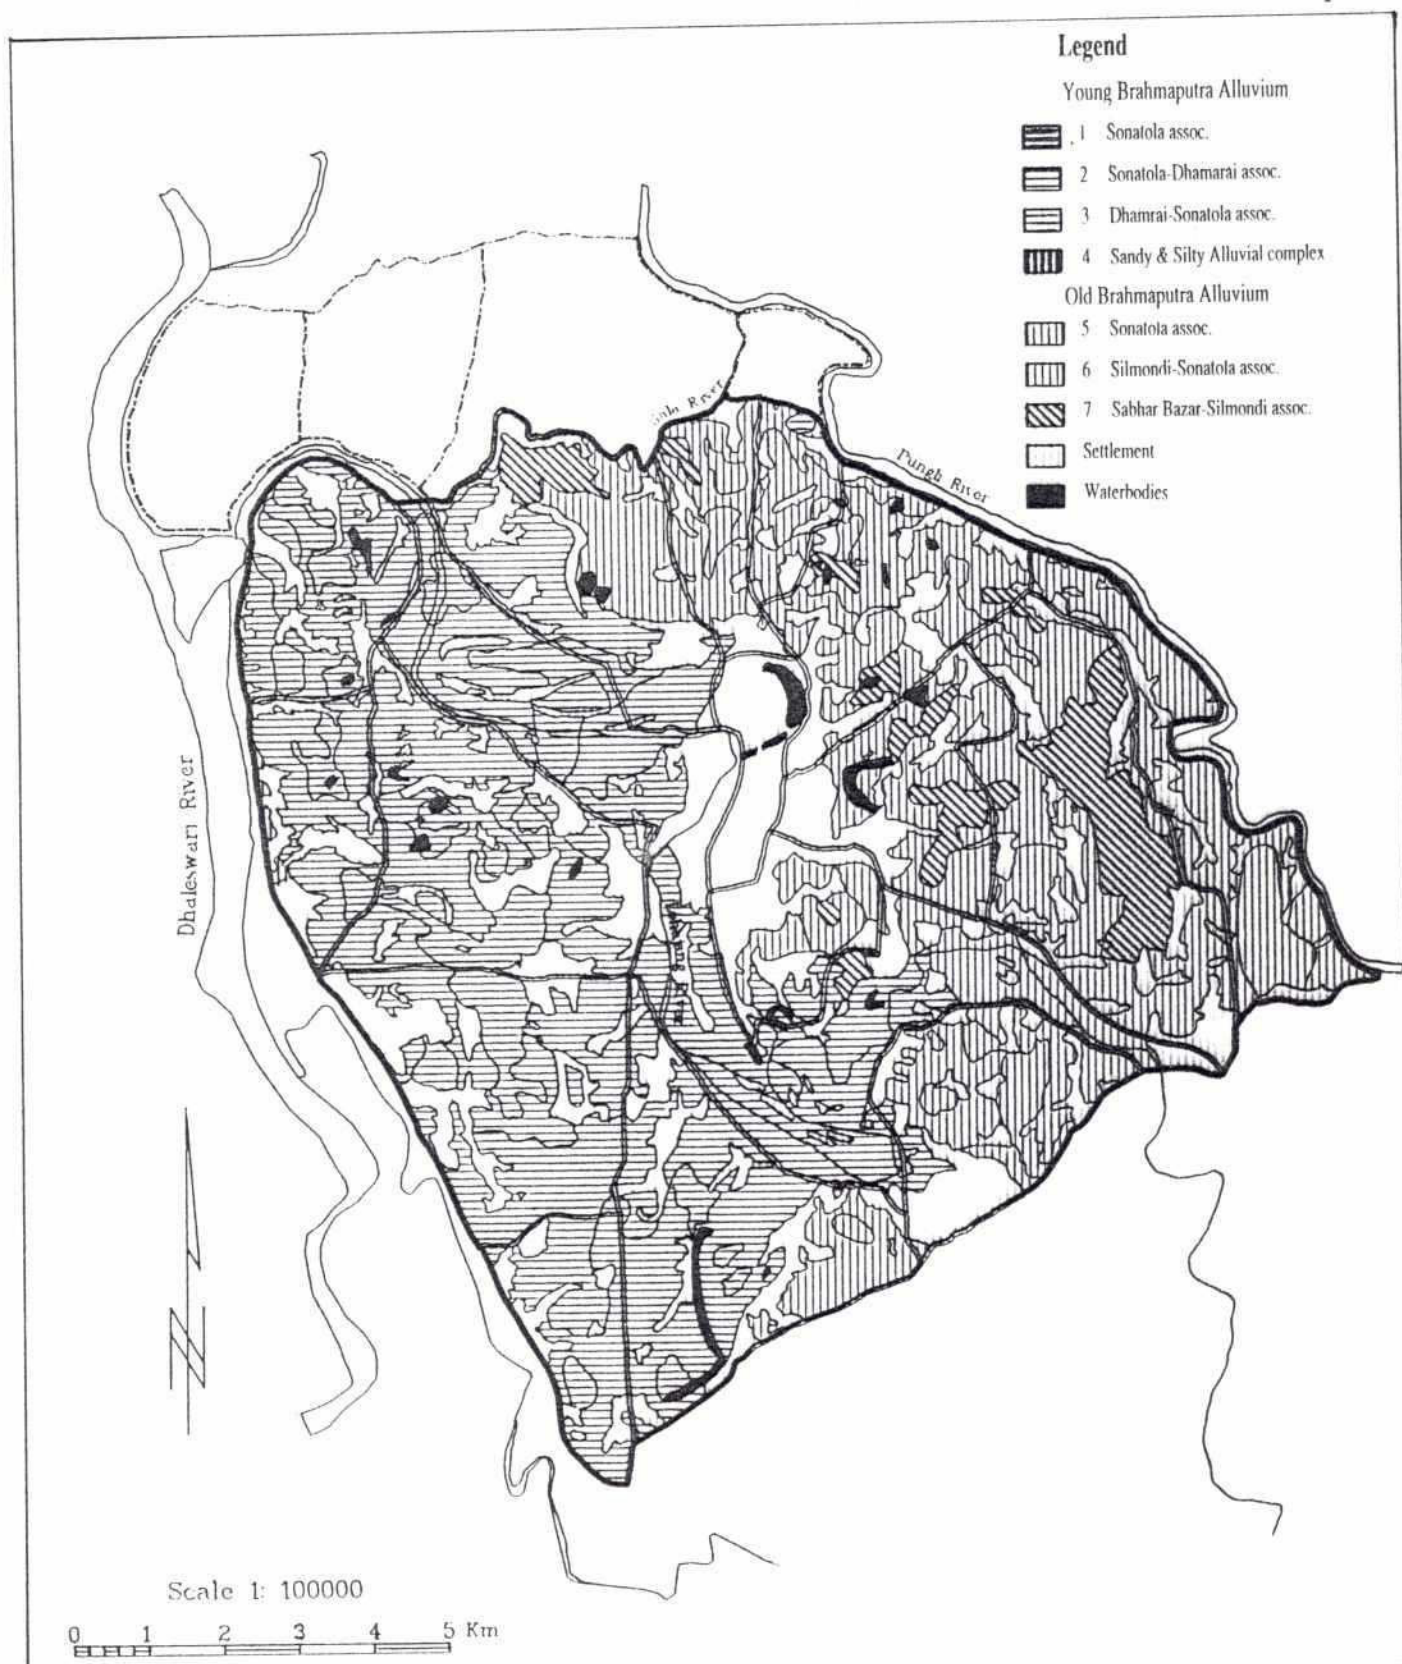 Legend
Young Brahmaputra Alluvium
1 Sonatola assoc.
2 Sonatola-Dhamarai assoc.
3 Dhamrai-Sonatola assoc.
4 Sandy & Silty Alluvial complex
Old Brahmaputra Alluvium
5 Sonatola assoc.
6 Silmondi-Sonatola assoc.
7 Sabhar Bazar-Silmondi assoc.
Settlement
Waterbodies
River
Pungli River
Dhaleswari River
Scale 1: 100000
0 1 2 3 4 5 Km